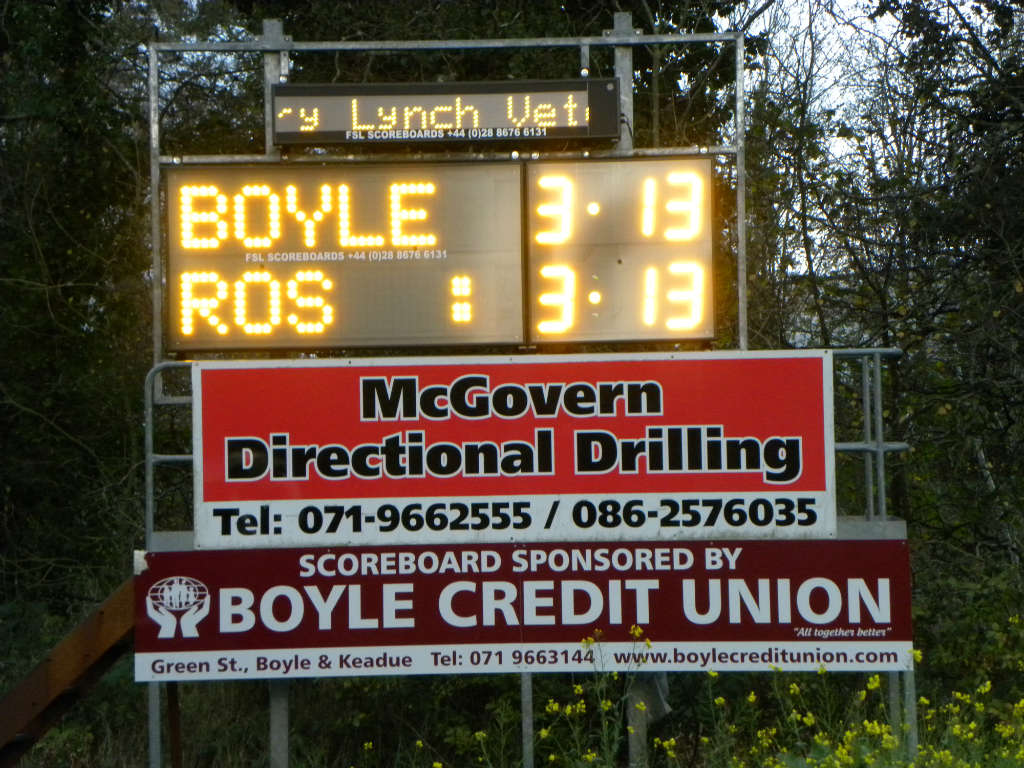 Lynch
FSL SCOREBOARDS +44 (0)28 8676 6131
BOYLE 3·13
FSL SCOREBOARDS +44 (0)28 8676 6131
ROS : 3·13
McGovern
Directional Drilling
Tel: 071-9662555 / 086-2576035
SCOREBOARD SPONSORED BY
BOYLE CREDIT UNION
"All together better"
Green St., Boyle & Keadue Tel: 071 9663144 www.boylecreditunion.com